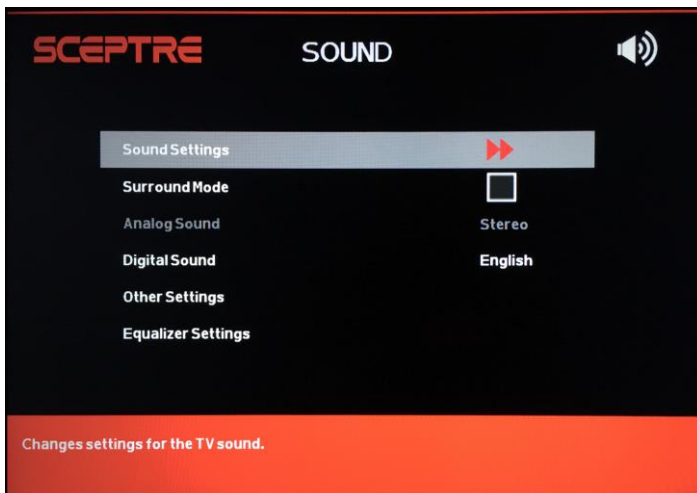 SCEPTRE SOUND
Sound Settings
Surround Mode
Analog Sound Stereo
Digital Sound English
Other Settings
Equalizer Settings
Changes settings for the TV sound.